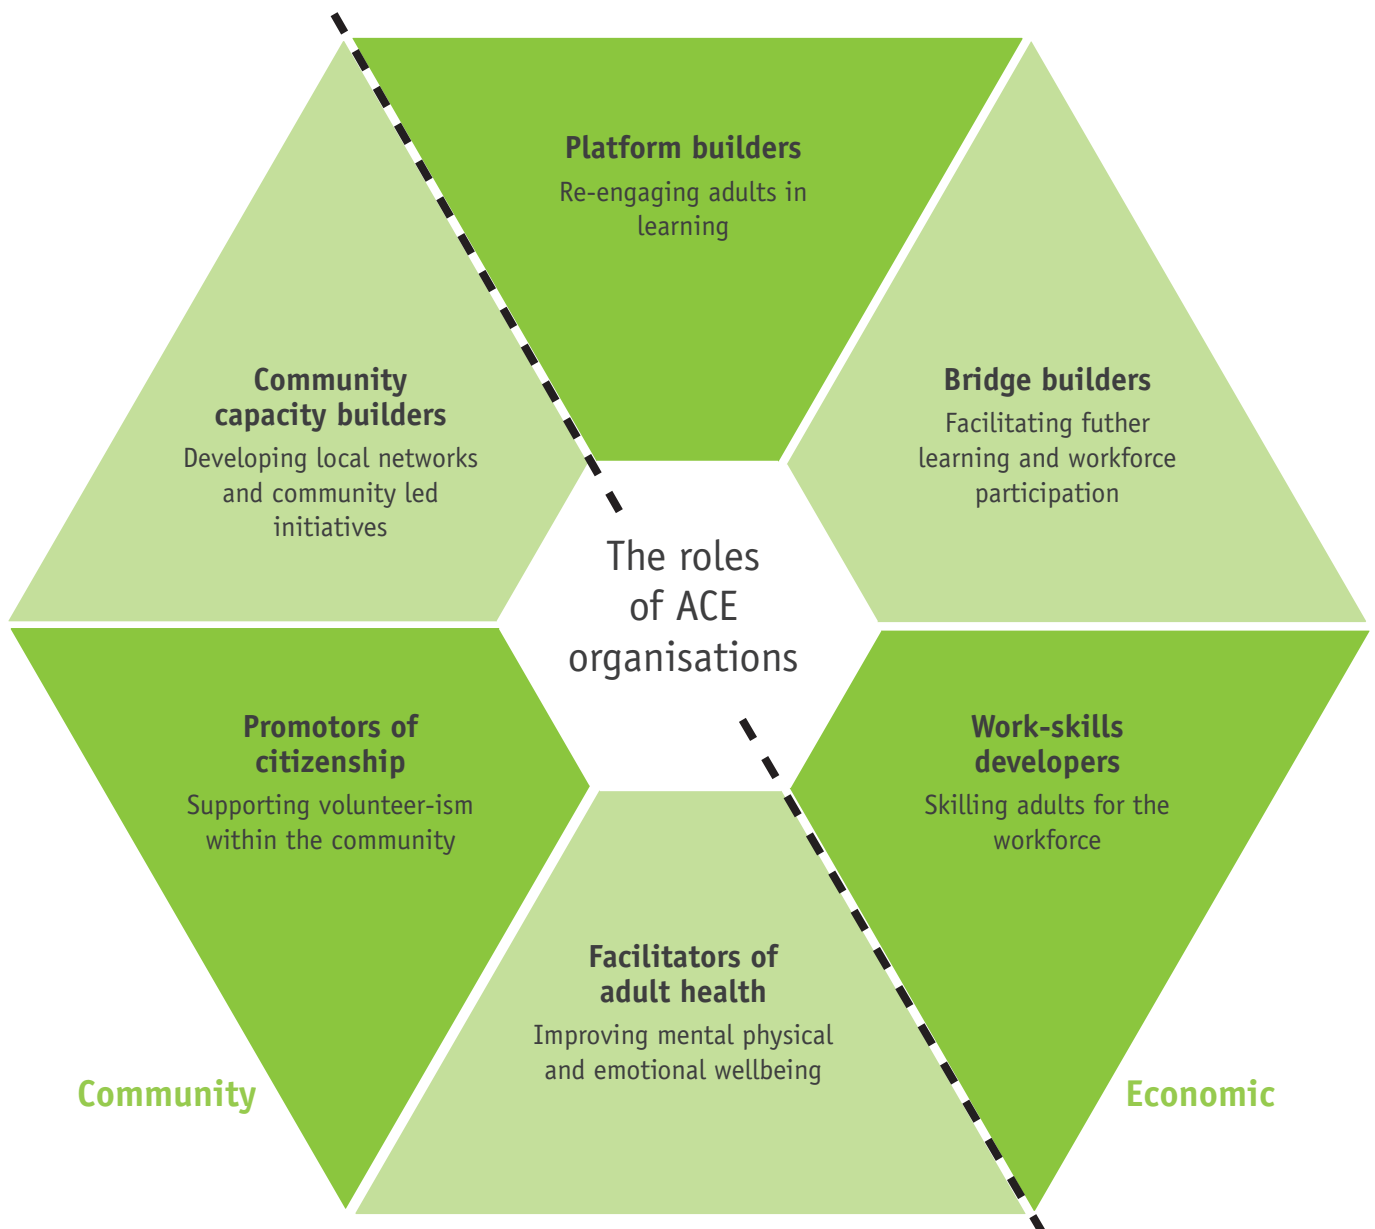 Platform builders
Re-engaging adults in
learning
Community
capacity builders
Developing local networks
and community led
initiatives
Bridge builders
Facilitating futher
learning and workforce
participation
The roles
of ACE
organisations
Promotors of
citizenship
Supporting volunteer-ism
within the community
Work-skills
developers
Skilling adults for the
workforce
Facilitators of
adult health
Improving mental physical
and emotional wellbeing
Community
Economic